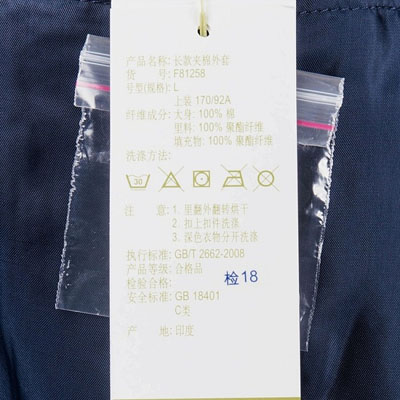 产品名称: 长款夹棉外套
货 号: F81258
号型(规格): L
上装 170/92A
纤维成分: 大身: 100% 棉
里料: 100% 聚酯纤维
填充物: 100% 聚酯纤维
洗涤方法:
30
注 意: 1. 里翻外翻转烘干
2. 扣上扣件洗涤
3. 深色衣物分开洗涤
执行标准: GB/T 2662-2008
产品等级: 合格品
检验合格: 检18
安全标准: GB 18401
C类
产 地: 印度